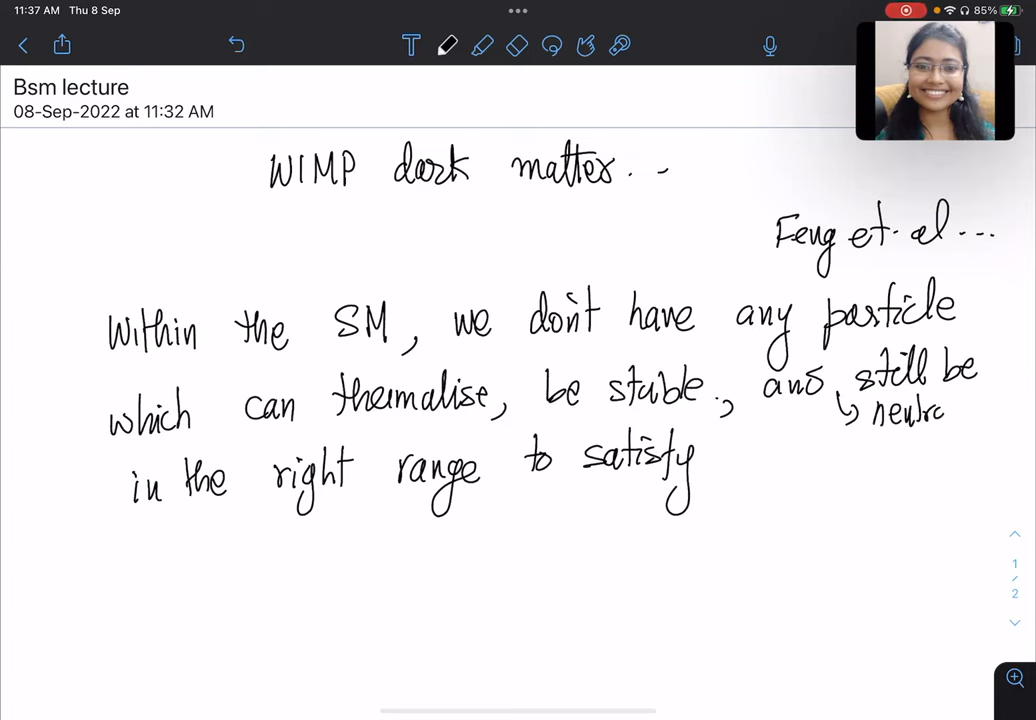 11:37 AM Thu 8 Sep
85%
Bsm lecture
08-Sep-2022 at 11:32 AM
WIMP dark matter. . -
Feng et. al ...
Within the SM, we don't have any particle
which can thermalise, be stable, and still be
↳ neutra
in the right range to satisfy
1
/
2